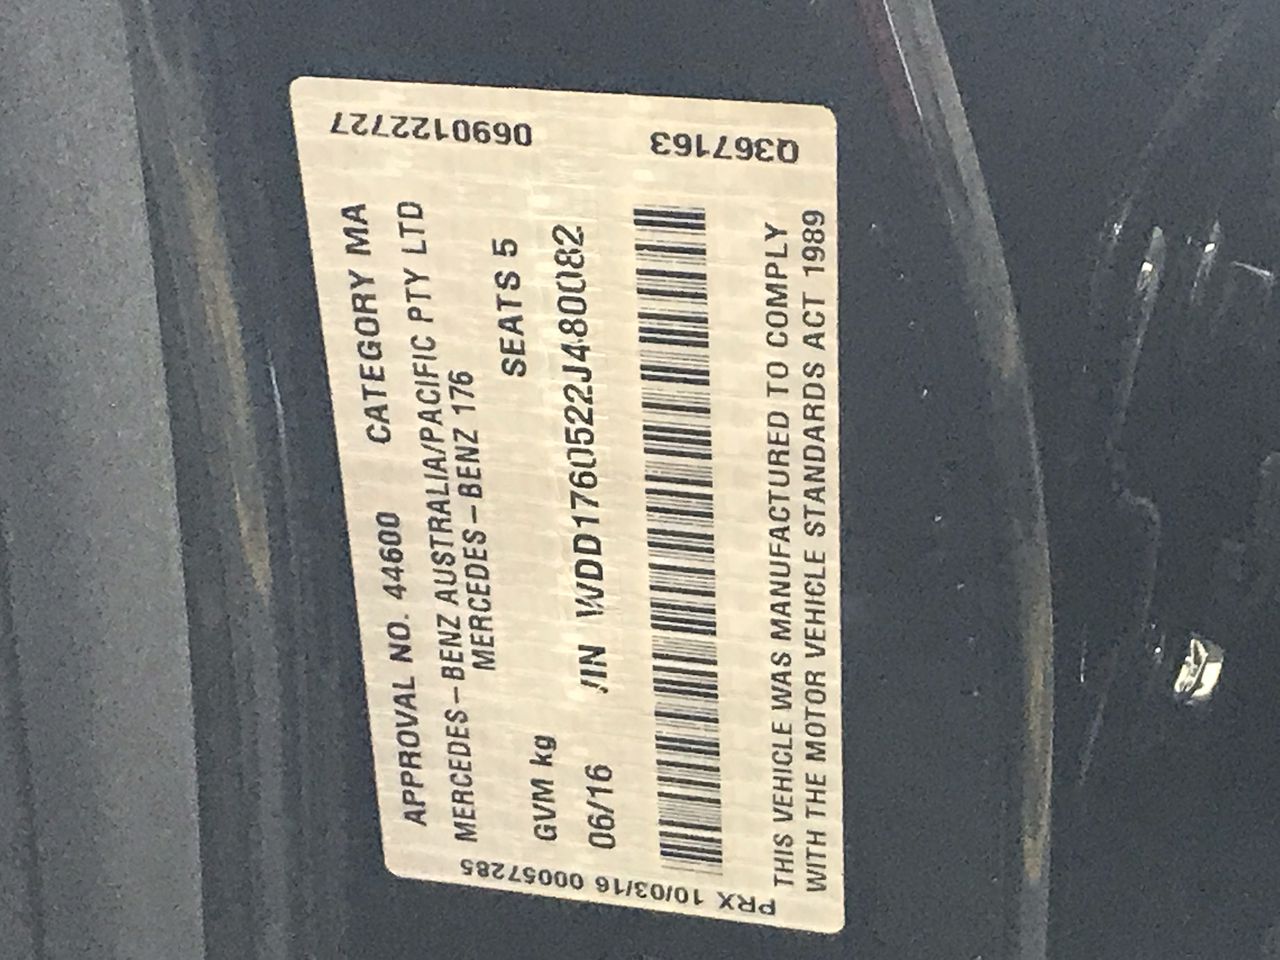 APPROVAL NO. 44600 CATEGORY MA
MERCEDES-BENZ AUSTRALIA/PACIFIC PTY LTD
MERCEDES-BENZ 176
GVM kg SEATS 5
06/16 VIN WDD1760522J480082
THIS VEHICLE WAS MANUFACTURED TO COMPLY
WITH THE MOTOR VEHICLE STANDARDS ACT 1989
0690122727
Q367163
PRX 10/03/16 00057285